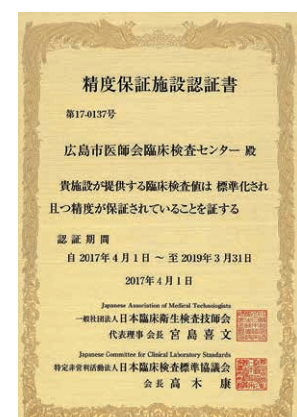 精度保証施設認証書
第17-0137号
広島市医師会臨床検査センター 殿
貴施設が提供する臨床検査値は 標準化され
且つ精度が保証されていることを証する
認証期間
自 2017年4月1日 ~ 至 2019年3月31日
2017年4月1日
Japanese Association of Medical Technologists
一般社団法人 日本臨床衛生検査技師会
代表理事 会長 宮島喜文
Japanese Committee for Clinical Laboratory Standards
特定非営利活動法人 日本臨床検査標準協議会
会長 高木 康